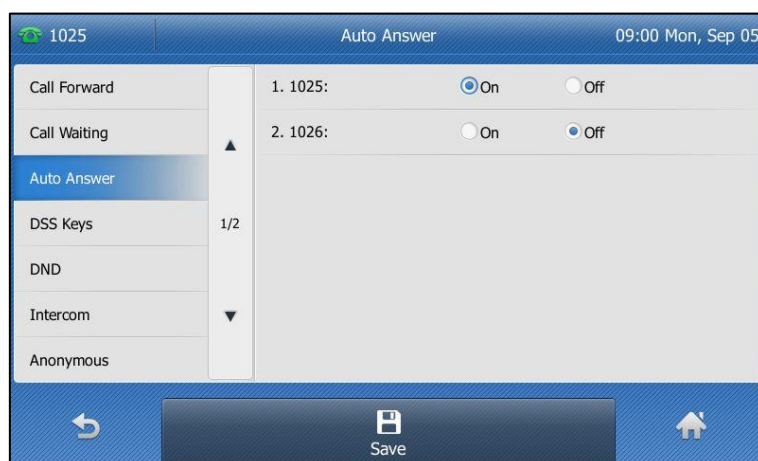 1025 Auto Answer 09:00 Mon, Sep 05
Call Forward 1. 1025: On Off
Call Waiting 2. 1026: On Off
Auto Answer
DSS Keys 1/2
DND
Intercom
Anonymous
Save